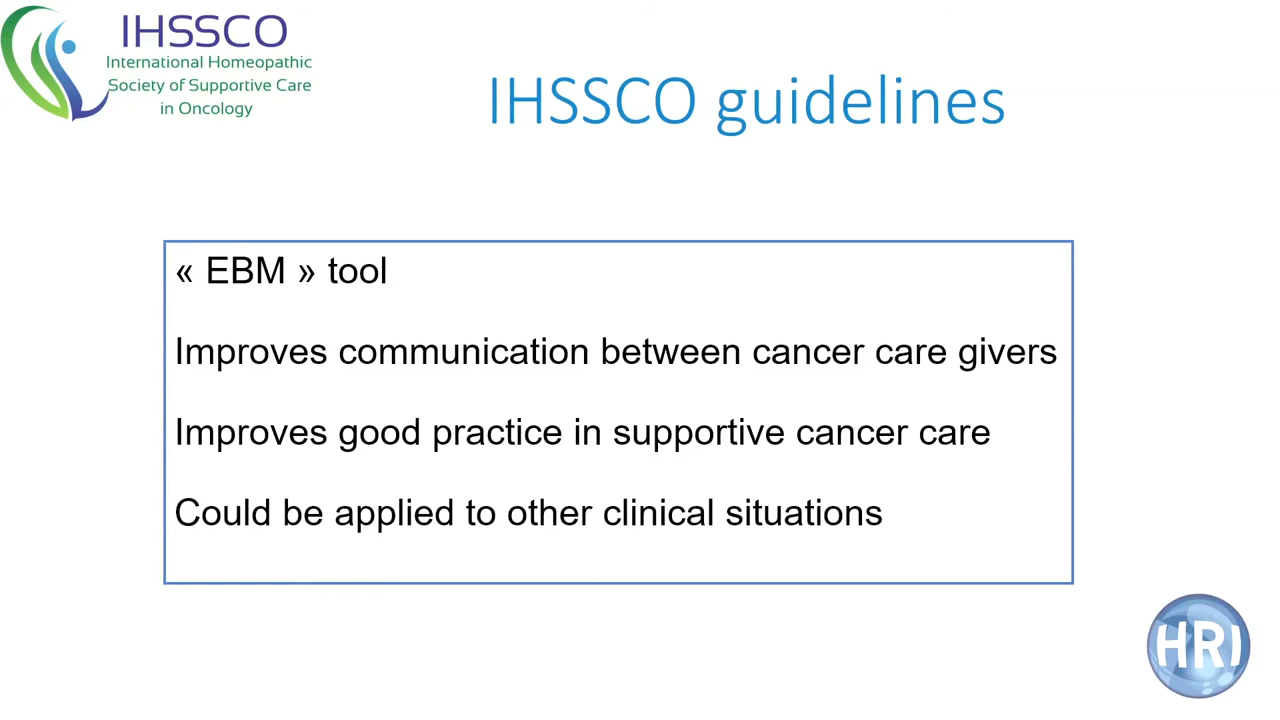 IHSSCO
International Homeopathic
Society of Supportive Care
in Oncology
IHSSCO guidelines
« EBM » tool
Improves communication between cancer care givers
Improves good practice in supportive cancer care
Could be applied to other clinical situations
HRI